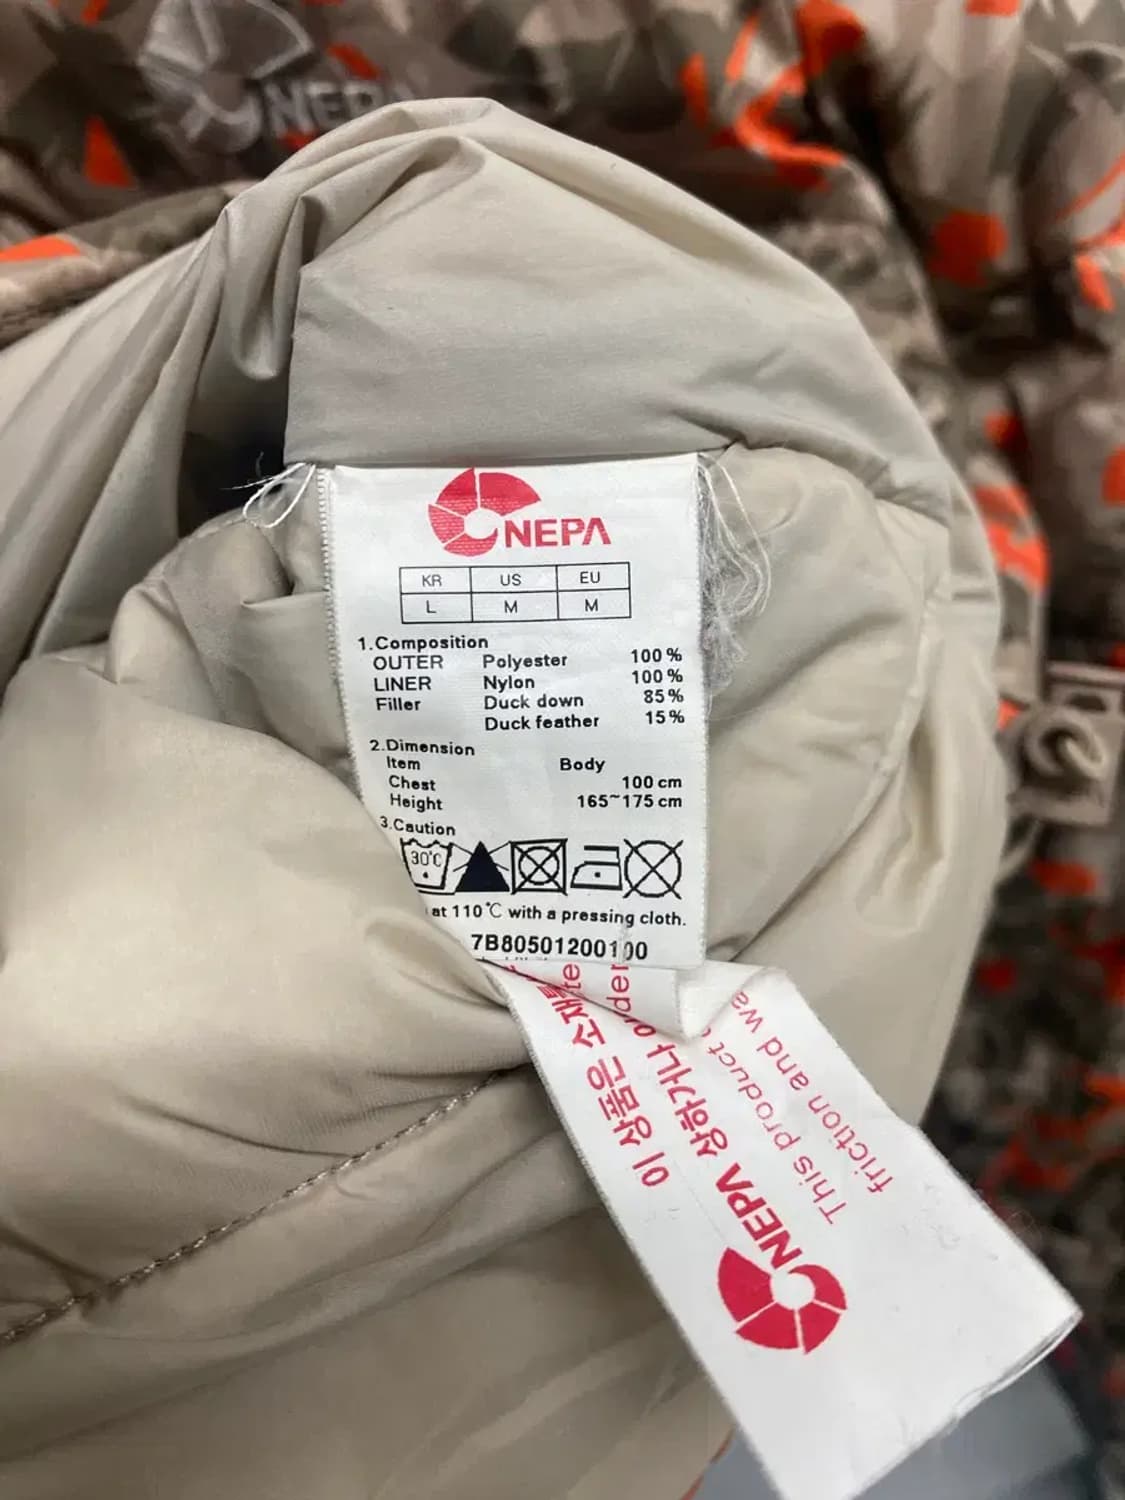 NEPA
NEPA
KR US EU
L M M
1.Composition
OUTER Polyester 100%
LINER Nylon 100%
Filler Duck down 85%
Duck feather 15%
2.Dimension
Item Body
Chest 100 cm
Height 165~175 cm
3.Caution
30°C
at 110℃ with a pressing cloth.
7B80501200100
이 상품은 소재
상하거나
This product
friction and
NEPA